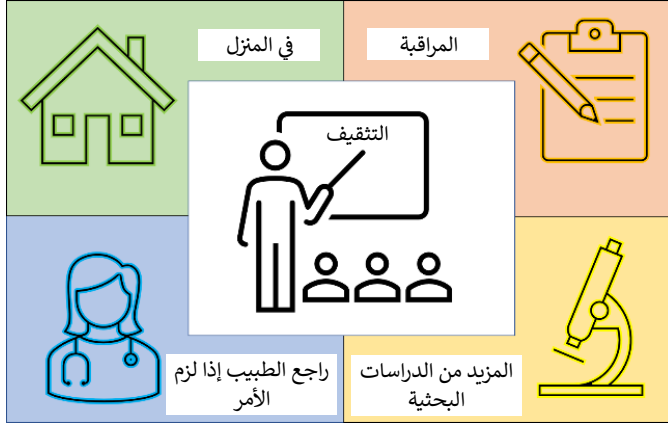 المراقبة
في المنزل
التثقيف
المزيد من الدراسات
البحثية
راجع الطبيب إذا لزم
الأمر